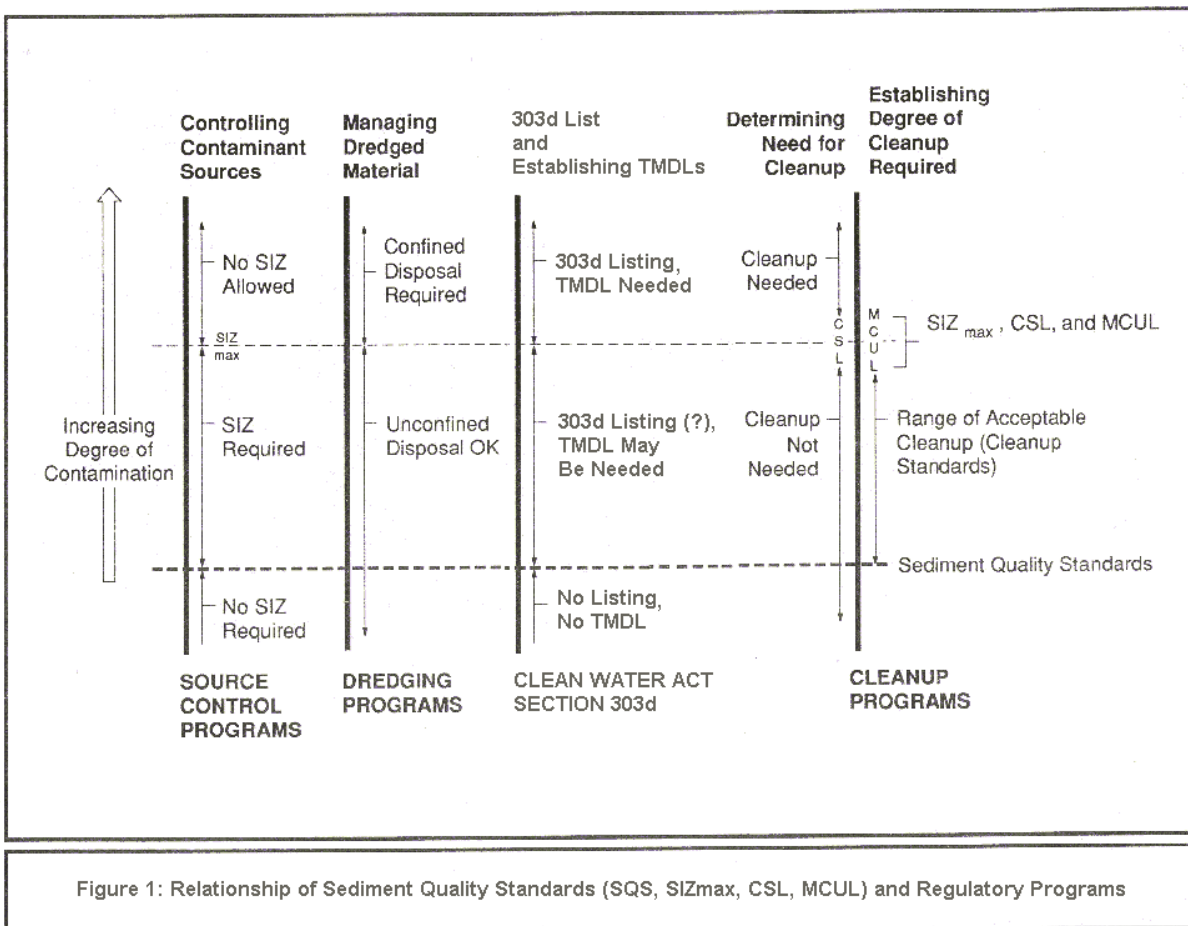 Controlling
Contaminant
Sources
Managing
Dredged
Material
303d List
and
Establishing TMDLs
Determining
Need for
Cleanup
Establishing
Degree of
Cleanup
Required
Increasing
Degree of
Contamination
No SIZ
Allowed
SIZ
max
SIZ
Required
No SIZ
Required
Confined
Disposal
Required
Unconfined
Disposal OK
303d Listing,
TMDL Needed
303d Listing (?),
TMDL May
Be Needed
No Listing,
No TMDL
Cleanup
Needed
CSL
Cleanup
Not
Needed
MCUL
SIZ max , CSL, and MCUL
Range of Acceptable
Cleanup (Cleanup
Standards)
Sediment Quality Standards
SOURCE
CONTROL
PROGRAMS
DREDGING
PROGRAMS
CLEAN WATER ACT
SECTION 303d
CLEANUP
PROGRAMS
Figure 1: Relationship of Sediment Quality Standards (SQS, SIZmax, CSL, MCUL) and Regulatory Programs